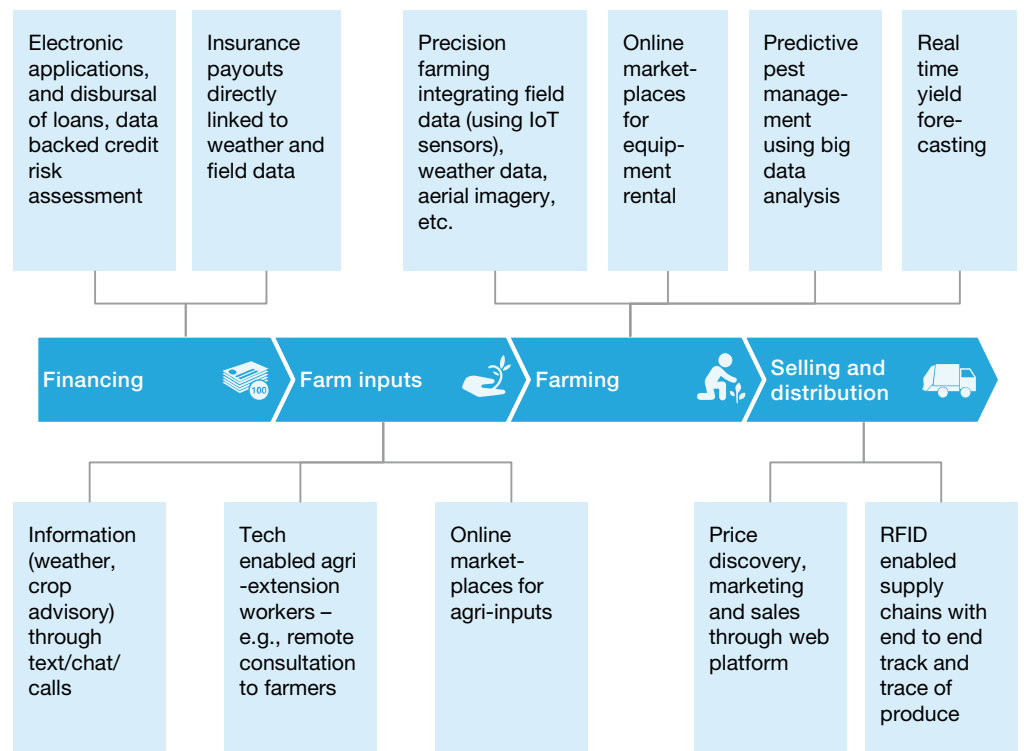 Electronic
applications,
and disbursal
of loans, data
backed credit
risk
assessment
Insurance
payouts
directly
linked to
weather and
field data
Precision
farming
integrating field
data (using IoT
sensors),
weather data,
aerial imagery,
etc.
Online
market-
places
for
equip-
ment
rental
Predictive
pest
manage-
ment
using big
data
analysis
Real
time
yield
fore-
casting
Financing
100
Farm inputs
Farming
Selling and
distribution
Information
(weather,
crop
advisory)
through
text/chat/
calls
Tech
enabled agri
-extension
workers –
e.g., remote
consultation
to farmers
Online
market-
places for
agri-inputs
Price
discovery,
marketing
and sales
through web
platform
RFID
enabled
supply
chains with
end to end
track and
trace of
produce